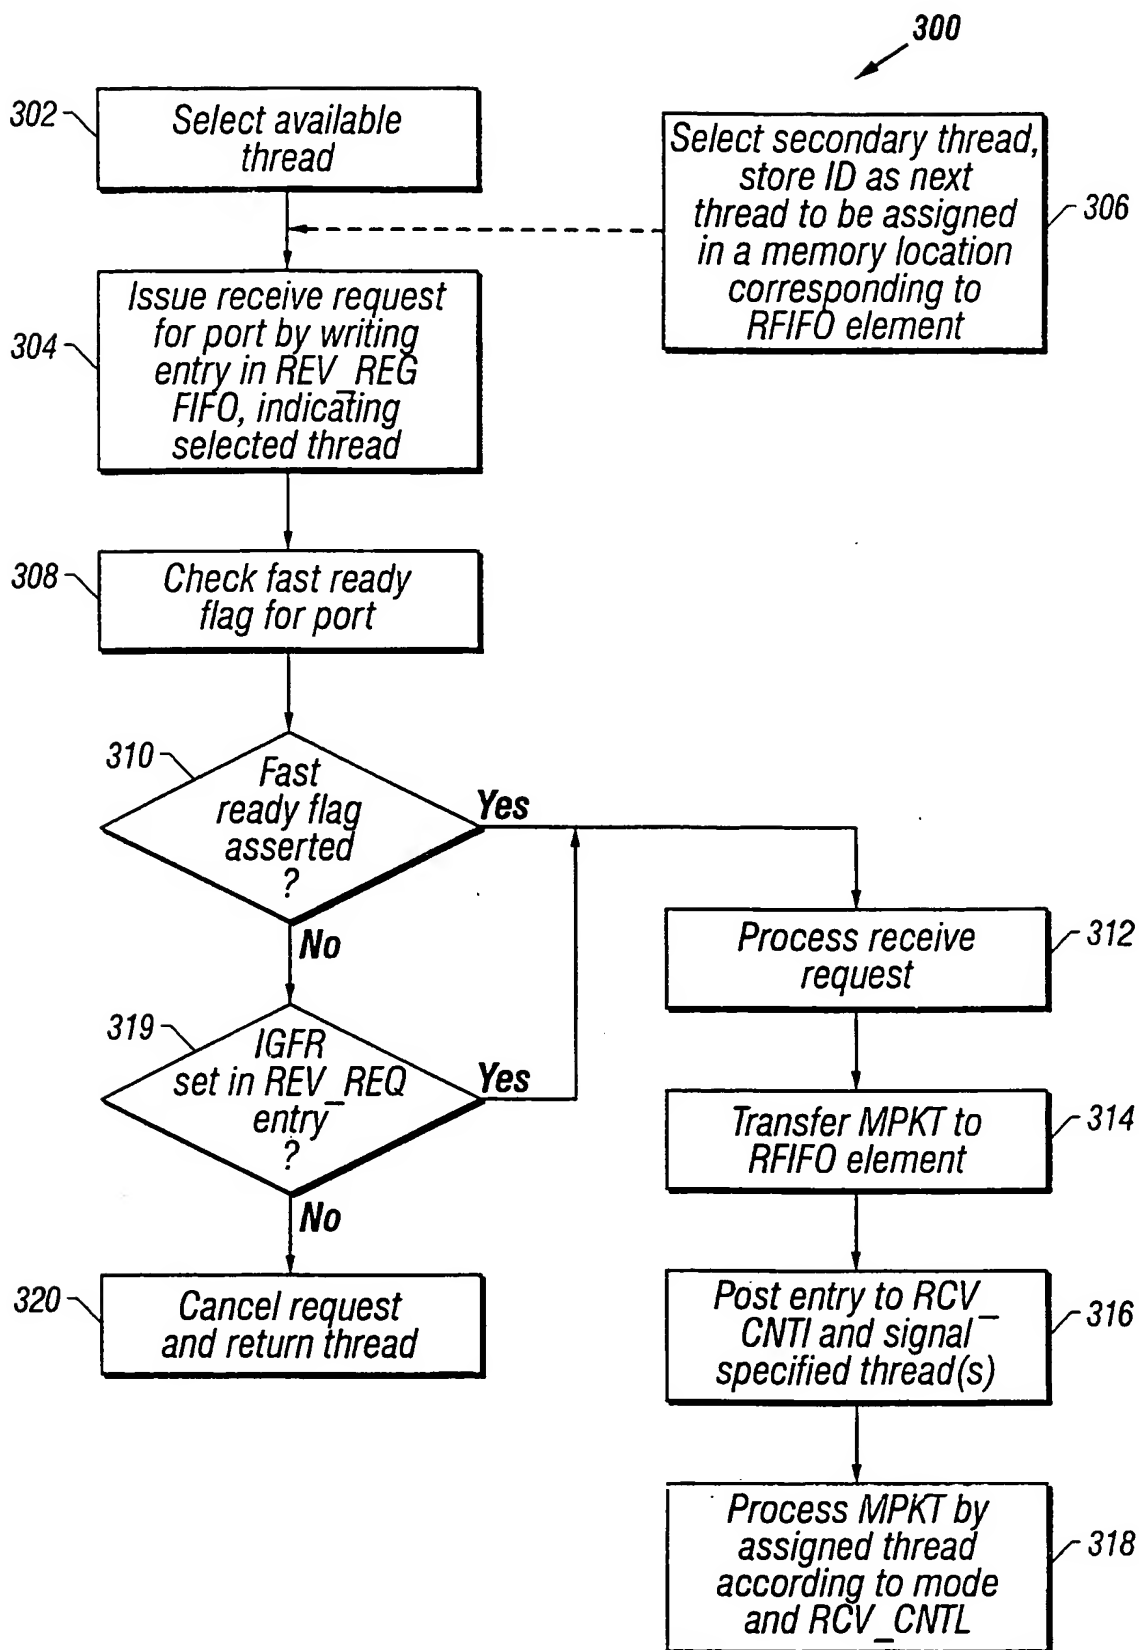 300
302
Select available
thread
Select secondary thread,
store ID as next
thread to be assigned
in a memory location
corresponding to
RFIFO element
306
304
Issue receive request
for port by writing
entry in REV_REG
FIFO, indicating
selected thread
308
Check fast ready
flag for port
310
Fast
ready flag
asserted
?
Yes
No
312
Process receive
request
319
IGFR
set in REV_REQ
entry
?
Yes
No
314
Transfer MPKT to
RFIFO element
320
Cancel request
and return thread
316
Post entry to RCV_
CNTI and signal
specified thread(s)
318
Process MPKT by
assigned thread
according to mode
and RCV_CNTL